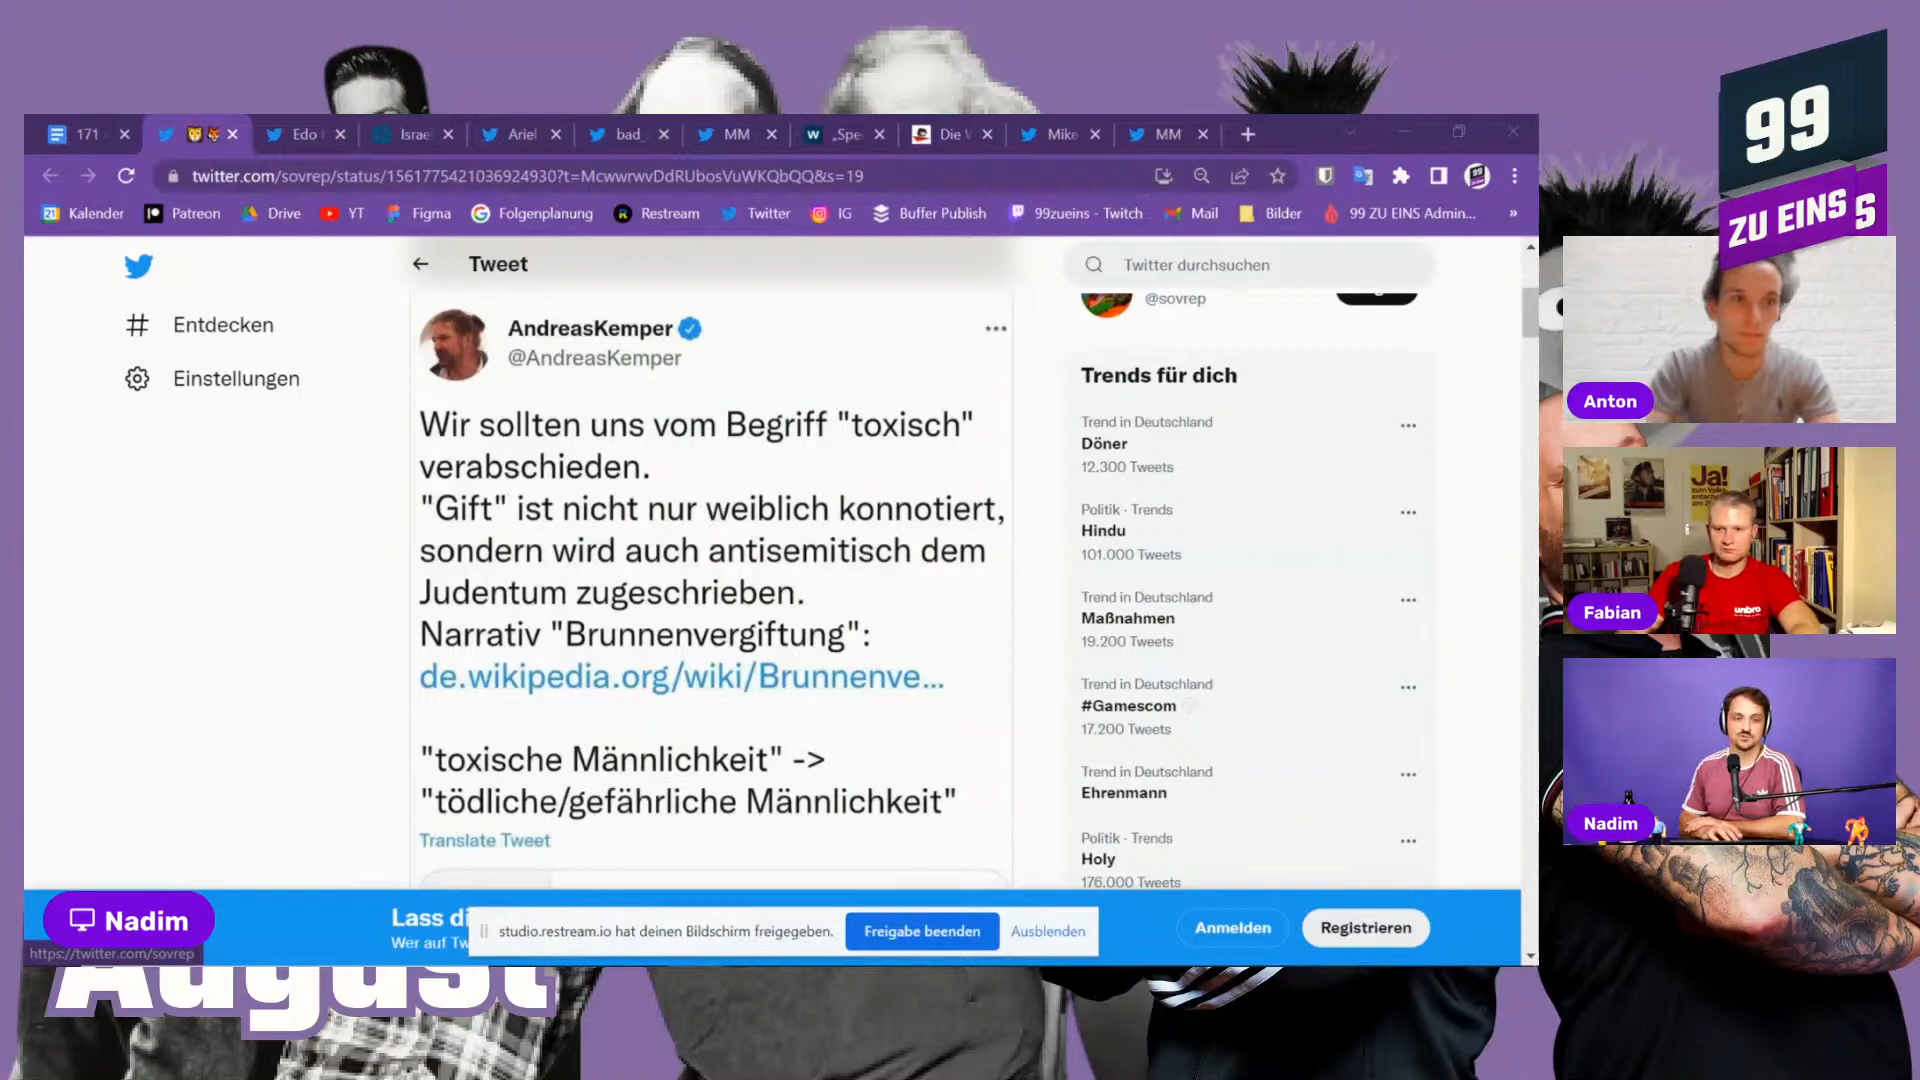 171
Edo
Israe
Ariel
bad_
MM
„Spe
Die
Mike
MM
twitter.com/sovrep/status/1561775421036924930?t=McwwrwvDdRUbosVuWKQbQQ&s=19
Kalender
Patreon
Drive
YT
Figma
Folgenplanung
Restream
Twitter
IG
Buffer Publish
99zueins - Twitch
Mail
Bilder
99 ZU EINS Admin...
»
99
ZU EINS
S
Entdecken
Einstellungen
Tweet
AndreasKemper
@AndreasKemper
Wir sollten uns vom Begriff "toxisch"
verabschieden.
"Gift" ist nicht nur weiblich konnotiert,
sondern wird auch antisemitisch dem
Judentum zugeschrieben.
Narrativ "Brunnenvergiftung":
de.wikipedia.org/wiki/Brunnenve...
"toxische Männlichkeit" ->
"tödliche/gefährliche Männlichkeit"
Translate Tweet
Twitter durchsuchen
@sovrep
Trends für dich
Trend in Deutschland
Döner
12.300 Tweets
Politik · Trends
Hindu
101.000 Tweets
Trend in Deutschland
Maßnahmen
19.200 Tweets
Trend in Deutschland
#Gamescom
17.200 Tweets
Trend in Deutschland
Ehrenmann
Politik · Trends
Holy
176.000 Tweets
Anton
Ja!
unbro
Fabian
Nadim
Nadim
Lass di
Wer auf Tw
studio.restream.io hat deinen Bildschirm freigegeben.
Freigabe beenden
Ausblenden
Anmelden
Registrieren
https://twitter.com/sovrep
August